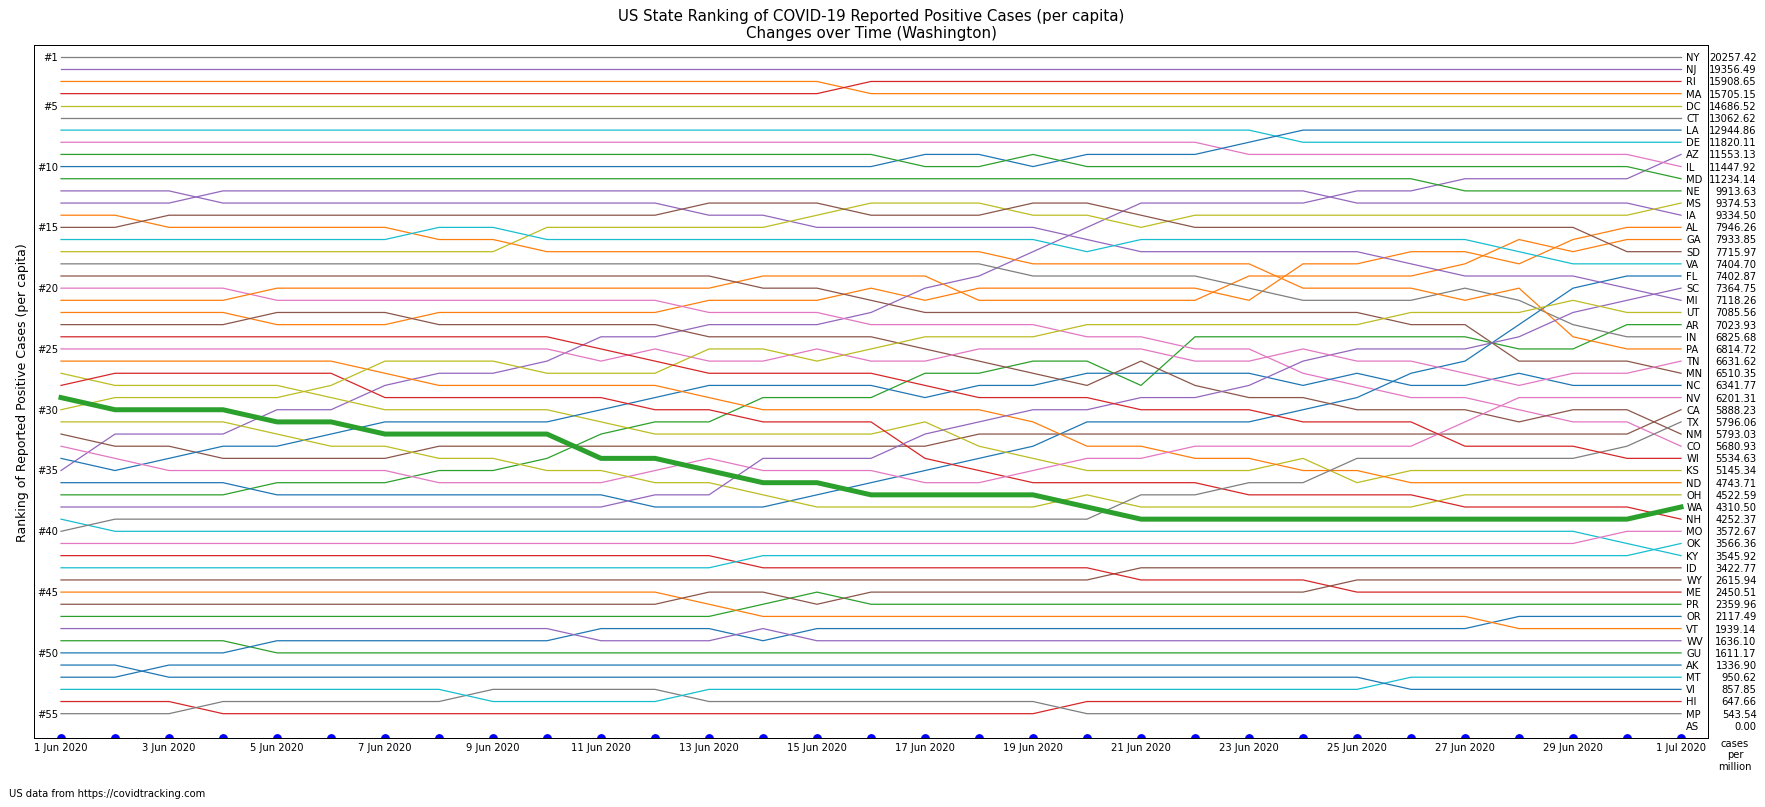 US State Ranking of COVID-19 Reported Positive Cases (per capita)
Changes over Time (Washington)
Ranking of Reported Positive Cases (per capita)
#1
#5
#10
#15
#20
#25
#30
#35
#40
#45
#50
#55
NY 20257.42
NJ 19356.49
RI 15908.65
MA 15705.15
DC 14686.52
CT 13062.62
LA 12944.86
DE 11820.11
AZ 11553.13
IL 11447.92
MD 11234.14
NE 9913.63
MS 9374.53
IA 9334.50
AL 7946.26
GA 7933.85
SD 7715.97
VA 7404.70
FL 7402.87
SC 7364.75
MI 7118.26
UT 7085.56
AR 7023.93
IN 6825.68
PA 6814.72
TN 6631.62
MN 6510.35
NC 6341.77
NV 6201.31
CA 5888.23
TX 5796.06
NM 5793.03
CO 5680.93
WI 5534.63
KS 5145.34
ND 4743.71
OH 4522.59
WA 4310.50
NH 4252.37
MO 3572.67
OK 3566.36
KY 3545.92
ID 3422.77
WY 2615.94
ME 2450.51
PR 2359.96
OR 2117.49
VT 1939.14
WV 1636.10
GU 1611.17
AK 1336.90
MT 950.62
VI 857.85
HI 647.66
MP 543.54
AS 0.00
1 Jun 2020 3 Jun 2020 5 Jun 2020 7 Jun 2020 9 Jun 2020 11 Jun 2020 13 Jun 2020 15 Jun 2020 17 Jun 2020 19 Jun 2020 21 Jun 2020 23 Jun 2020 25 Jun 2020 27 Jun 2020 29 Jun 2020 1 Jul 2020
cases
per
million
US data from https://covidtracking.com